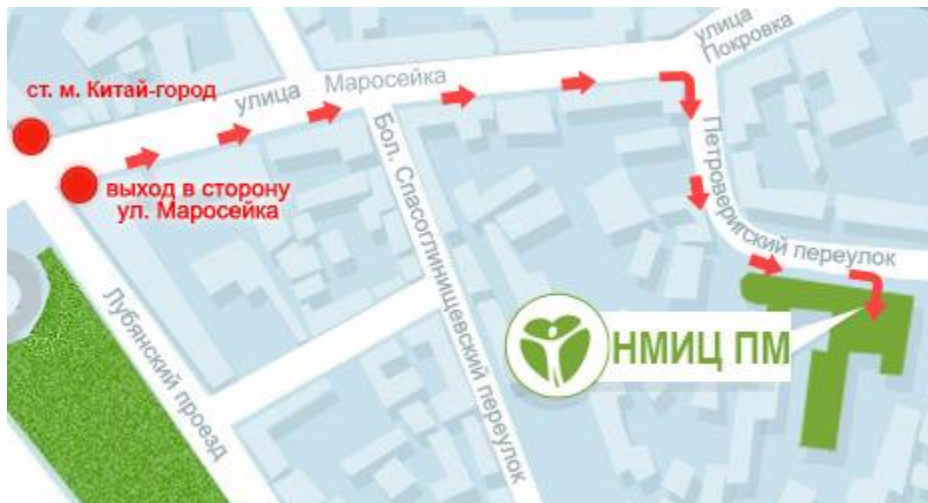 улица
Покровка
ст. м. Китай-город
улица Маросейка
выход в сторону
ул. Маросейка
Бол. Спасоглинищевский переулок
Петроверигский переулок
Лубянский проезд
НМИЦ ПМ